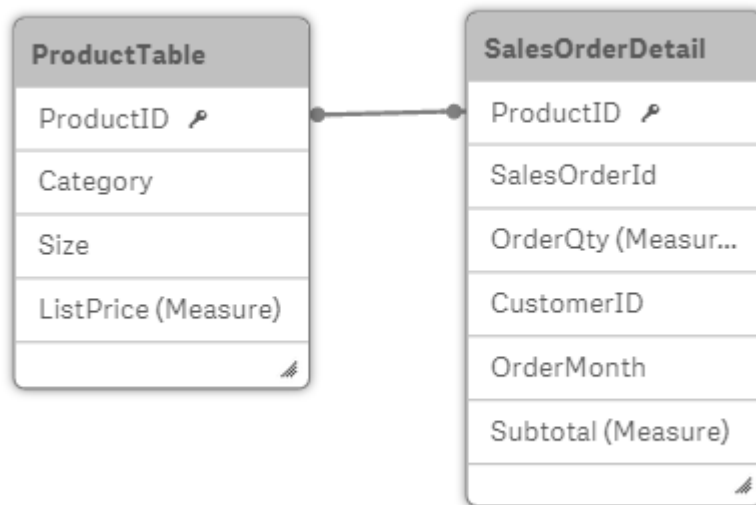 ProductTable
ProductID
Category
Size
ListPrice (Measure)
SalesOrderDetail
ProductID
SalesOrderId
OrderQty (Measur...
CustomerID
OrderMonth
Subtotal (Measure)